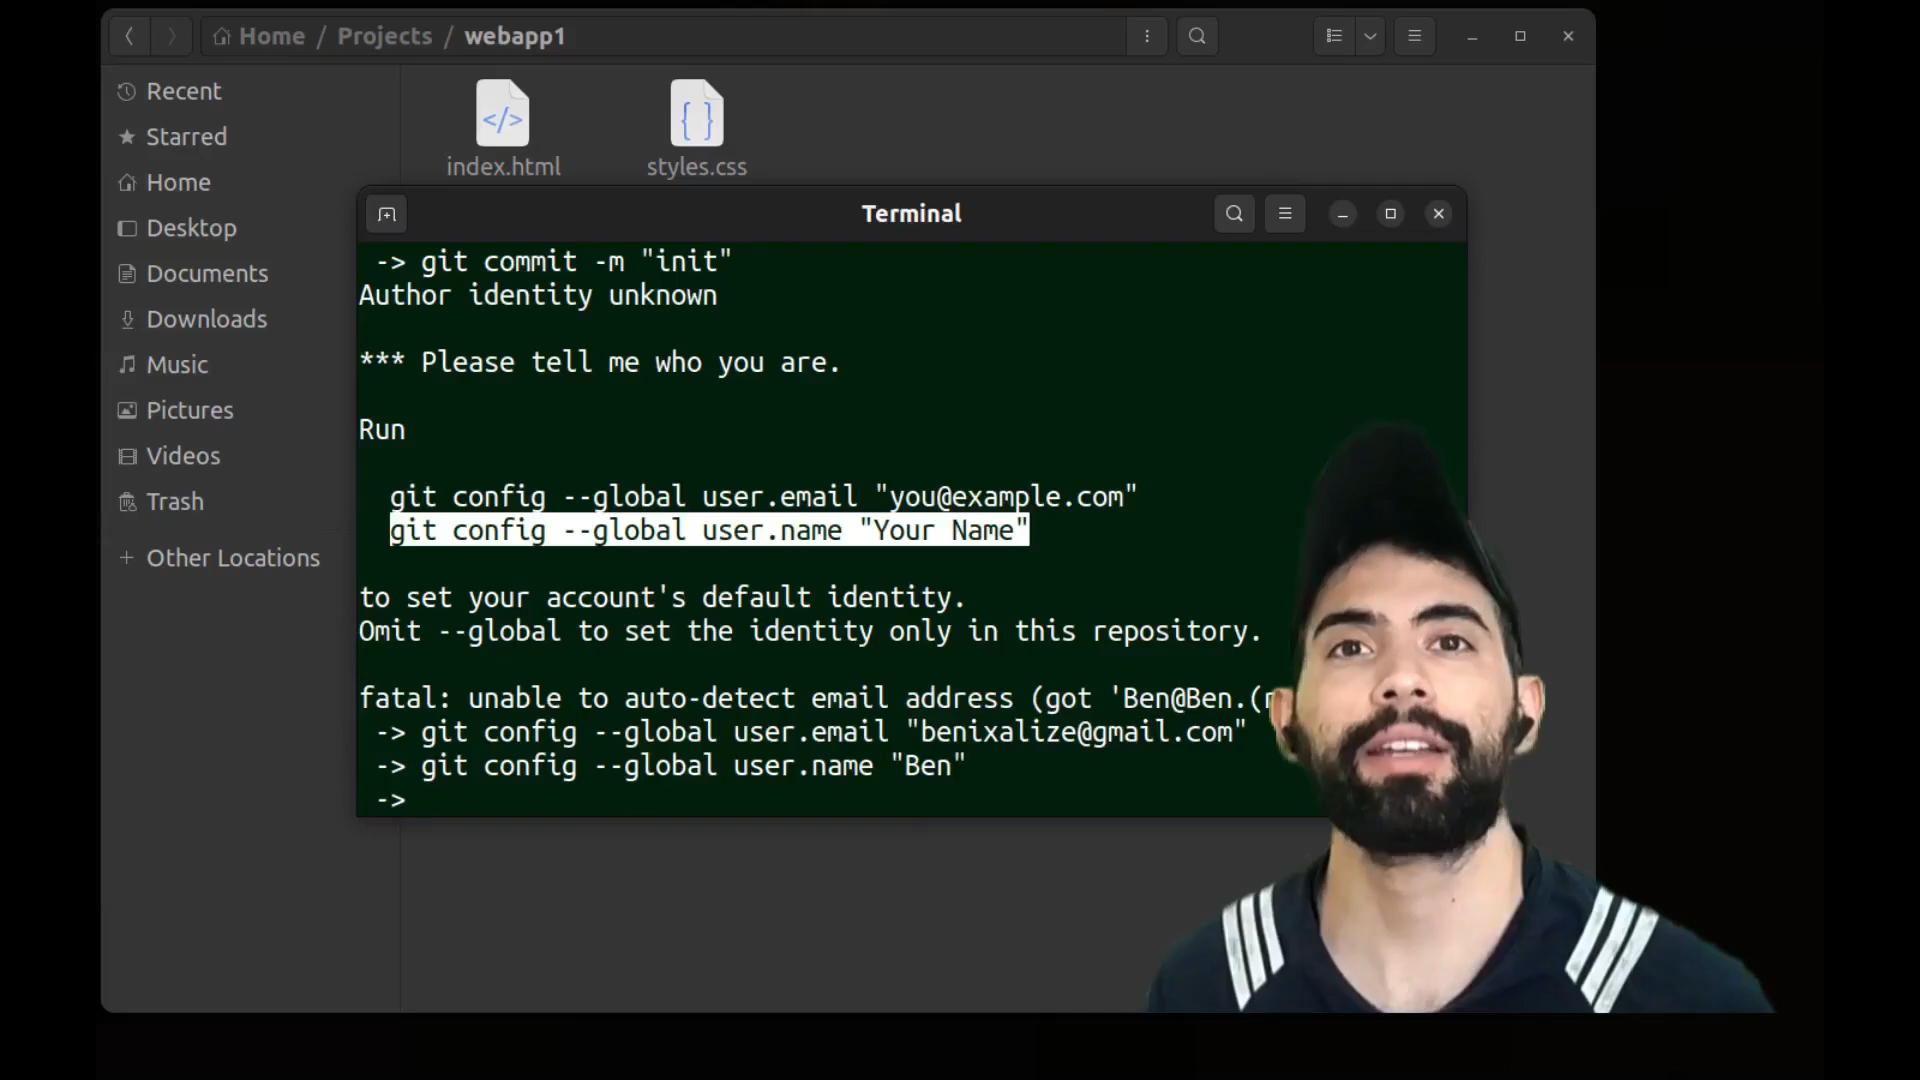 Home / Projects / webapp1
Recent
Starred
Home
Desktop
Documents
Downloads
Music
Pictures
Videos
Trash
+ Other Locations
index.html
styles.css
Terminal
-> git commit -m "init"
Author identity unknown
*** Please tell me who you are.
Run
git config --global user.email "you@example.com"
git config --global user.name "Your Name"
to set your account's default identity.
Omit --global to set the identity only in this repository.
fatal: unable to auto-detect email address (got 'Ben@Ben.(
-> git config --global user.email "benixalize@gmail.com"
-> git config --global user.name "Ben"
->